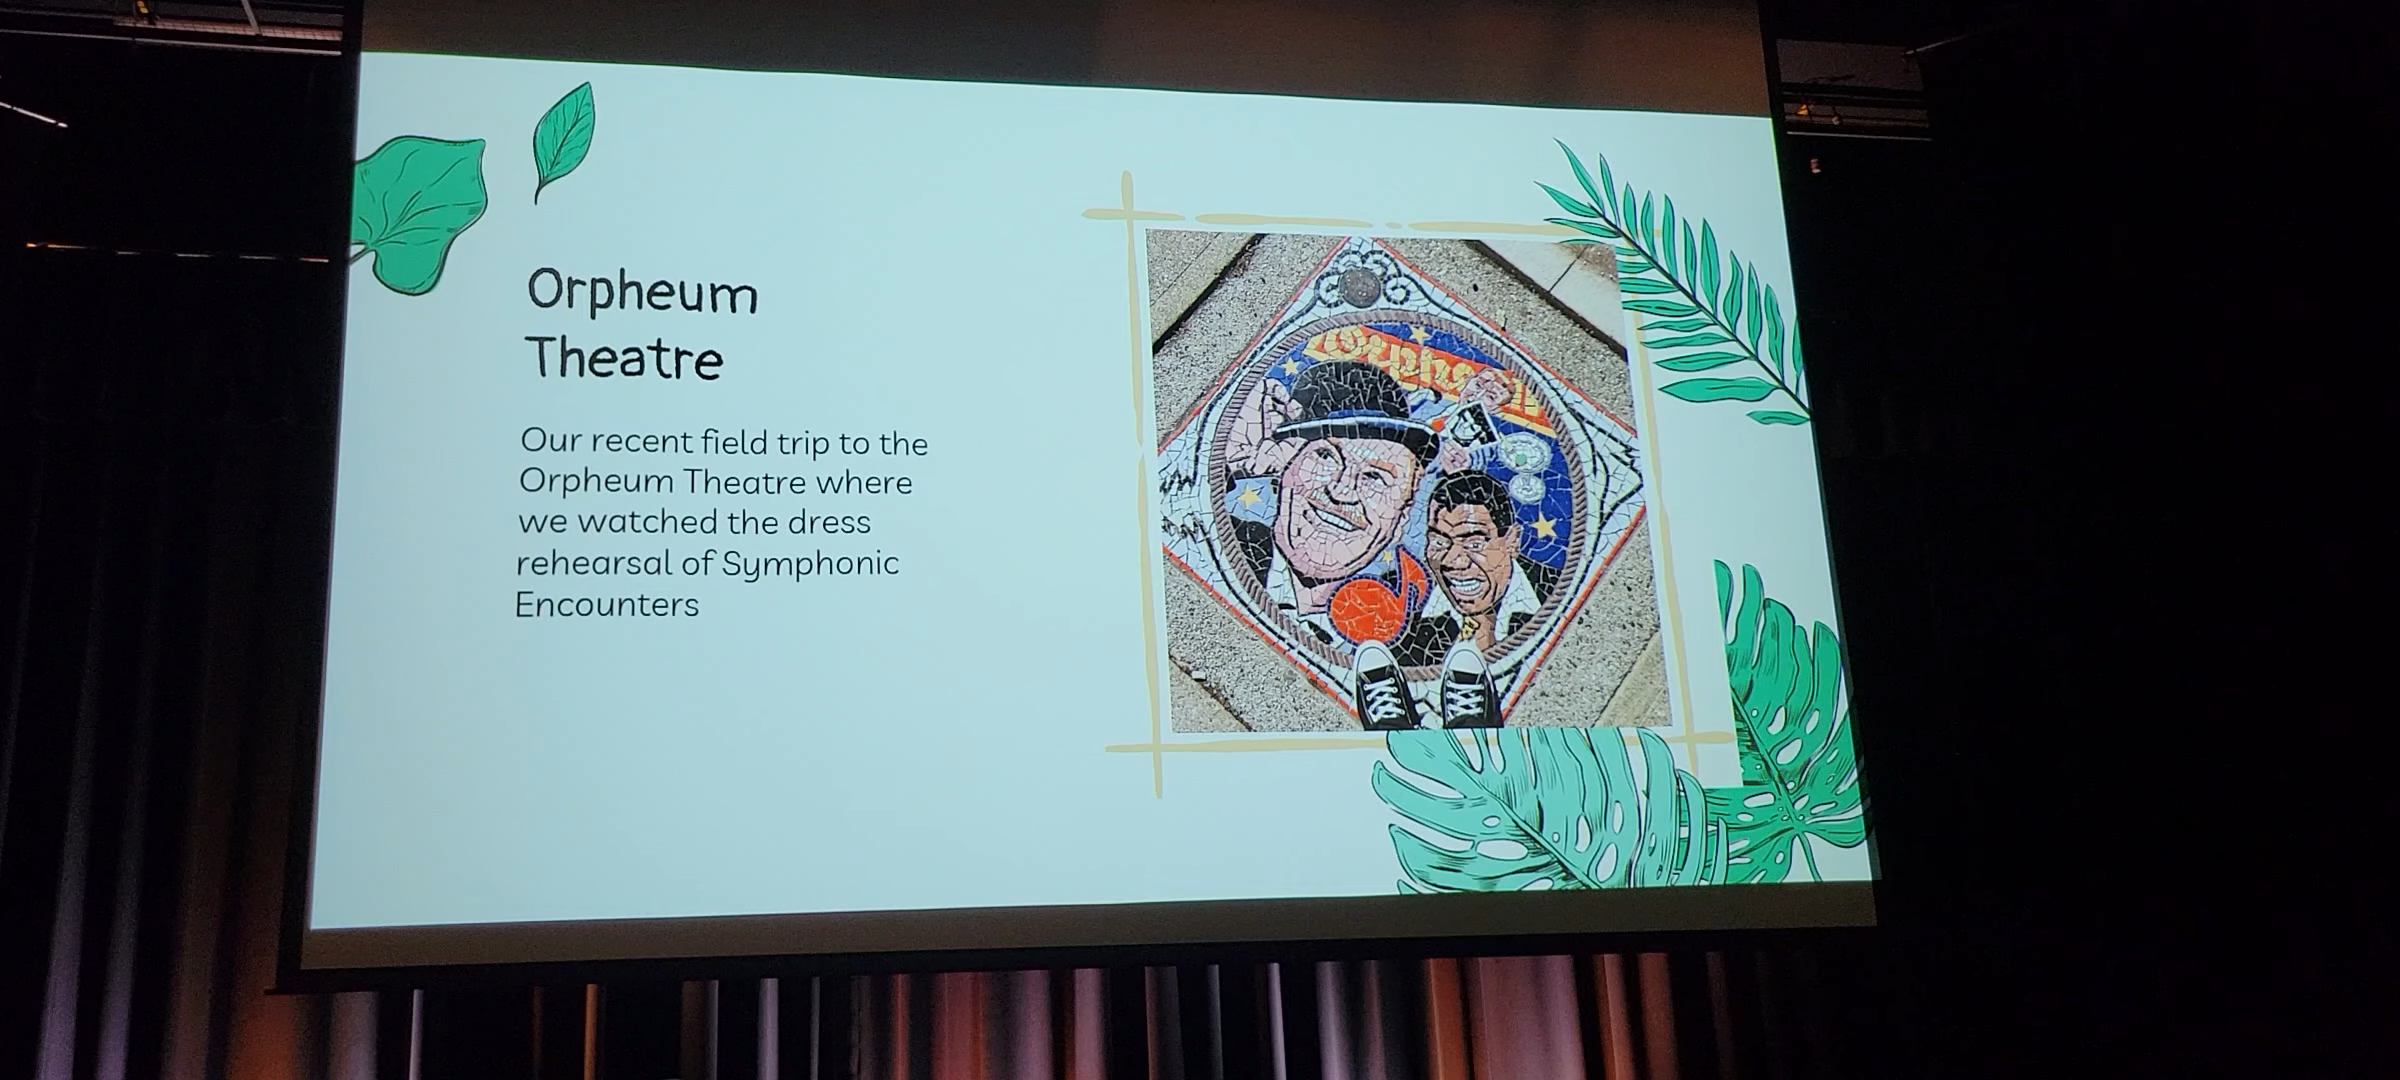 Orpheum
Theatre
Our recent field trip to the
Orpheum Theatre where
we watched the dress
rehearsal of Symphonic
Encounters
Orpheum